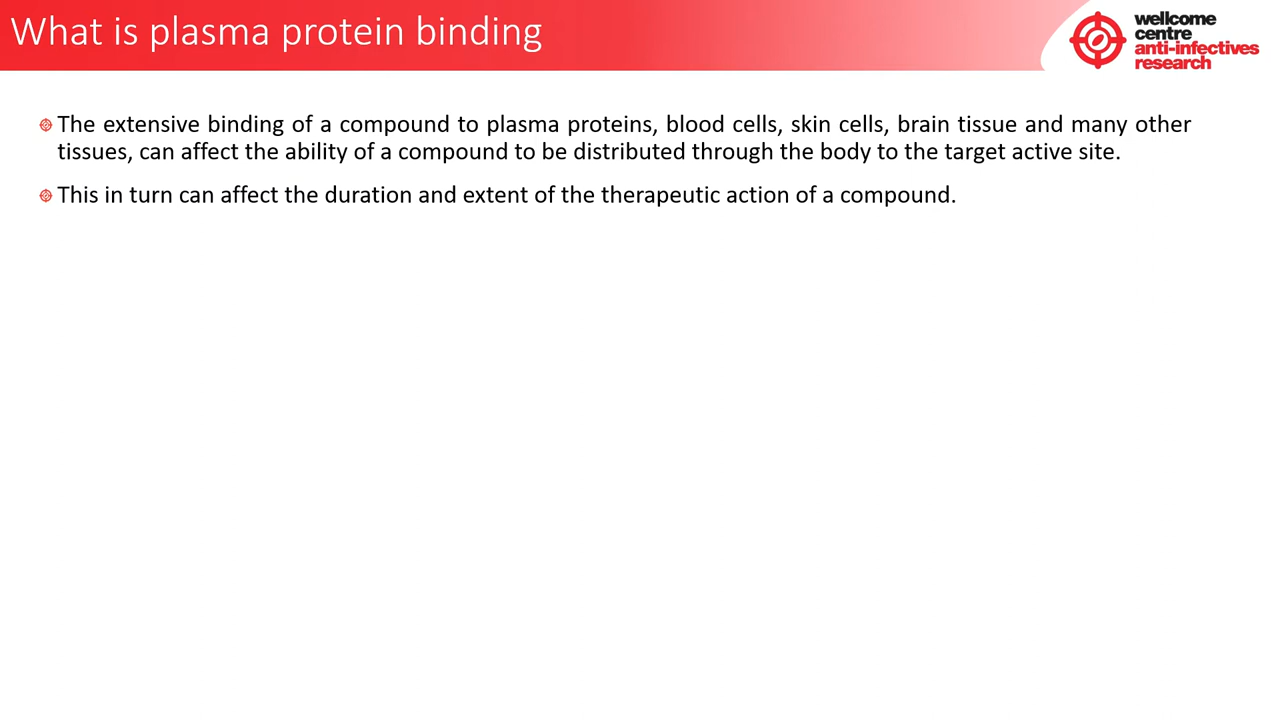 What is plasma protein binding
wellcome
centre
anti-infectives
research
The extensive binding of a compound to plasma proteins, blood cells, skin cells, brain tissue and many other
tissues, can affect the ability of a compound to be distributed through the body to the target active site.
This in turn can affect the duration and extent of the therapeutic action of a compound.